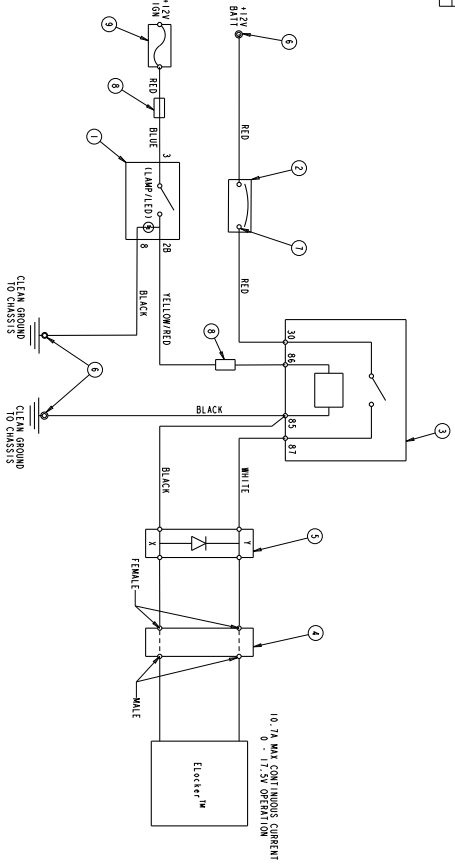 +12V
BATT
6
RED
2
7
RED
+12V
IGN
9
RED
8
BLUE
1
3
(LAMP/LED)
2B
8
YELLOW/RED
BLACK
8
CLEAN GROUND
TO CHASSIS
6
CLEAN GROUND
TO CHASSIS
30
86
85
87
3
BLACK
WHITE
BLACK
Y
X
5
FEMALE
4
MALE
10.7A MAX CONTINUOUS CURRENT
0 - 17.5V OPERATION
ELocker™